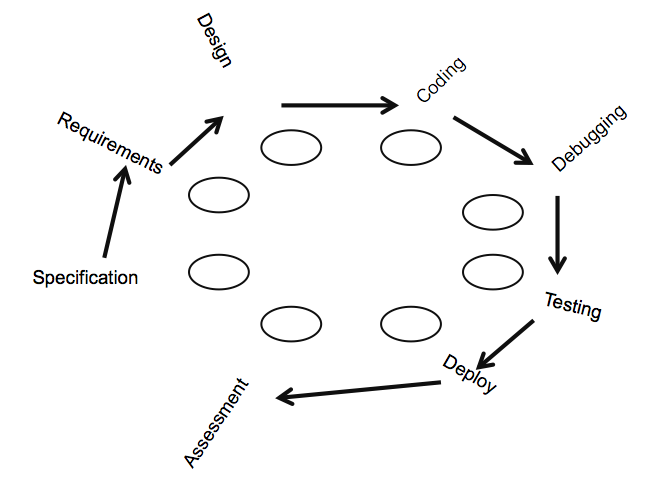 Design
Coding
Requirements
Debugging
Specification
Testing
Deploy
Assessment